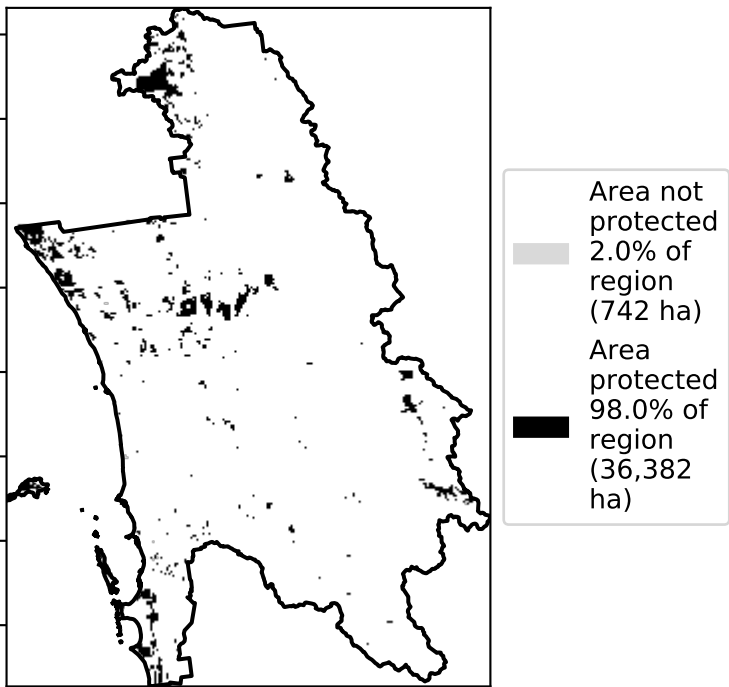 Area not
protected
2.0% of
region
(742 ha)
Area
protected
98.0% of
region
(36,382
ha)